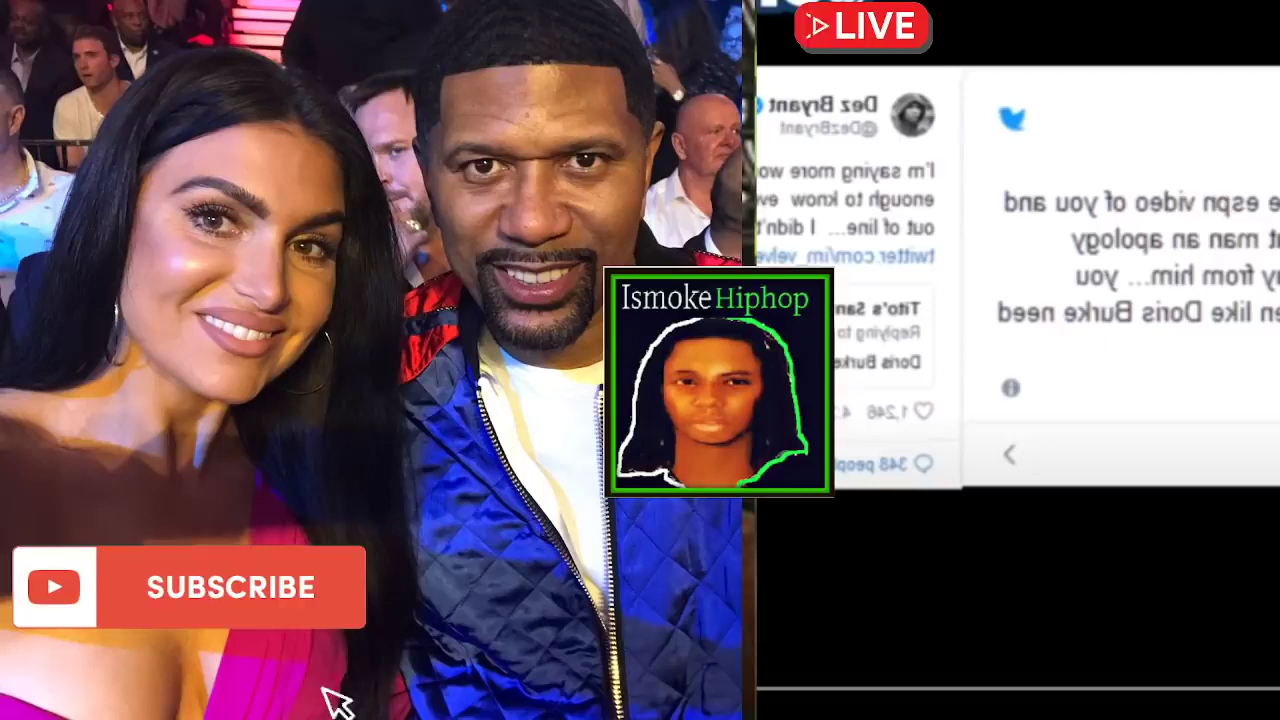 LIVE
Dez Bryant
@DezBryant
I'm saying more wo
enough to know ev
out of line... I didn't
twitter.com/im_velve
Tito's San
Replying to
Doris Burke
1,246 4
348 peopl
e espn video of you and
t man an apology
y from him... you
en like Doris Burke need
Ismoke Hiphop
SUBSCRIBE